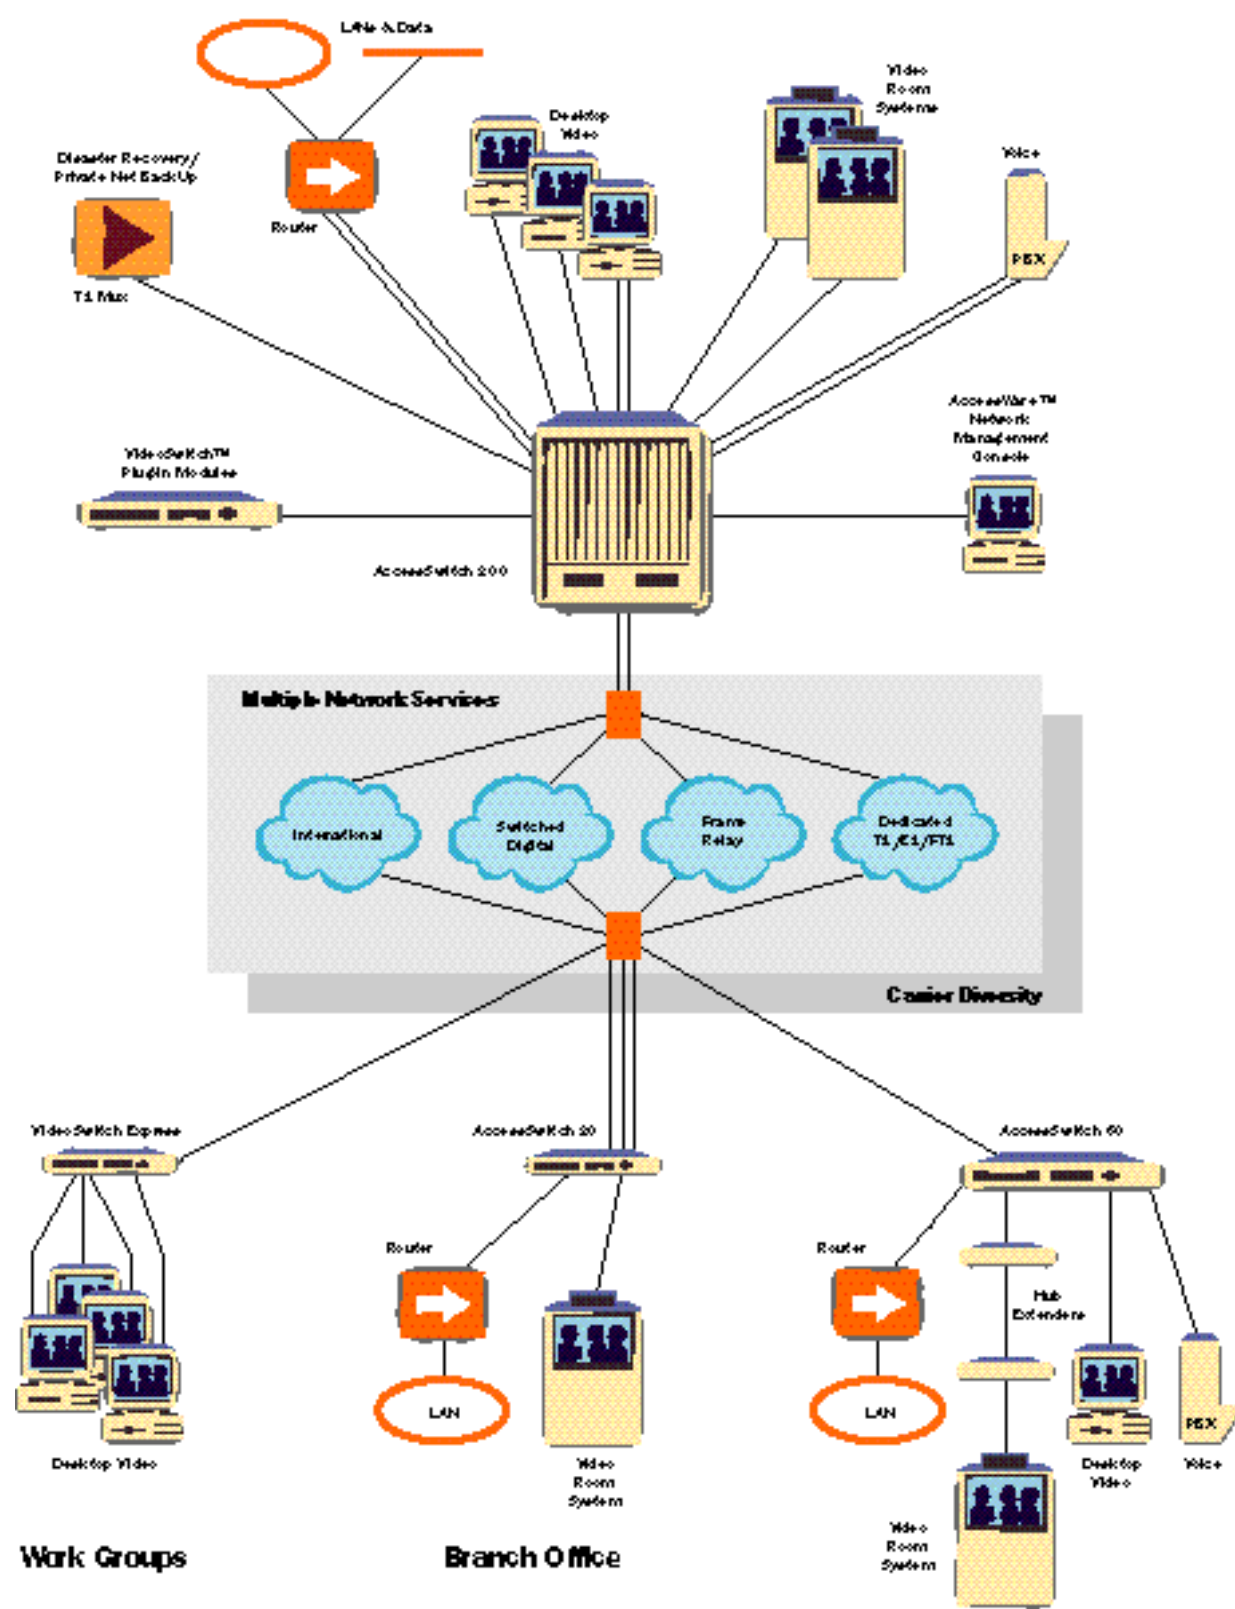 LANs & Data
Video
Room
Systems
Desktop
Video
Disaster Recovery/
Private Net BackUp
Voice
Router
PBX
T1 Mux
AccessWare™
Network
Management
Console
VideoSwitch™
Plugin Modules
AccessSwitch 200
Multiple Network Services
International
Switched
Digital
Frame
Relay
Dedicated
T1/E1/FT1
Carrier Diversity
VideoSwitch Express
AccessSwitch 20
AccessSwitch 60
Router
Router
Hub
Extenders
LAN
LAN
PBX
Desktop Video
Video
Room
System
Desktop
Video
Voice
Video
Room
System
Work Groups
Branch Office